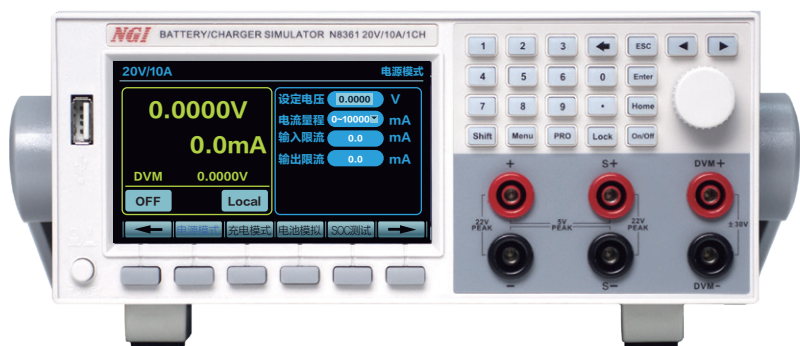 NGI BATTERY/CHARGER SIMULATOR N8361 20V/10A/1CH
20V/10A 电源模式
0.0000V
0.0mA
DVM 0.0000V
OFF Local
设定电压 0.0000 V
电流量程 0~10000 mA
输入限流 0.0 mA
输出限流 0.0 mA
电源模式 充电模式 电池模拟 SOC测试
1 2 3 ESC
4 5 6 0 Enter
7 8 9 · Home
Shift Menu PRO Lock On/Off
+ S+ DVM+
22V PEAK 5V PEAK 22V PEAK ±30V
− S− DVM−